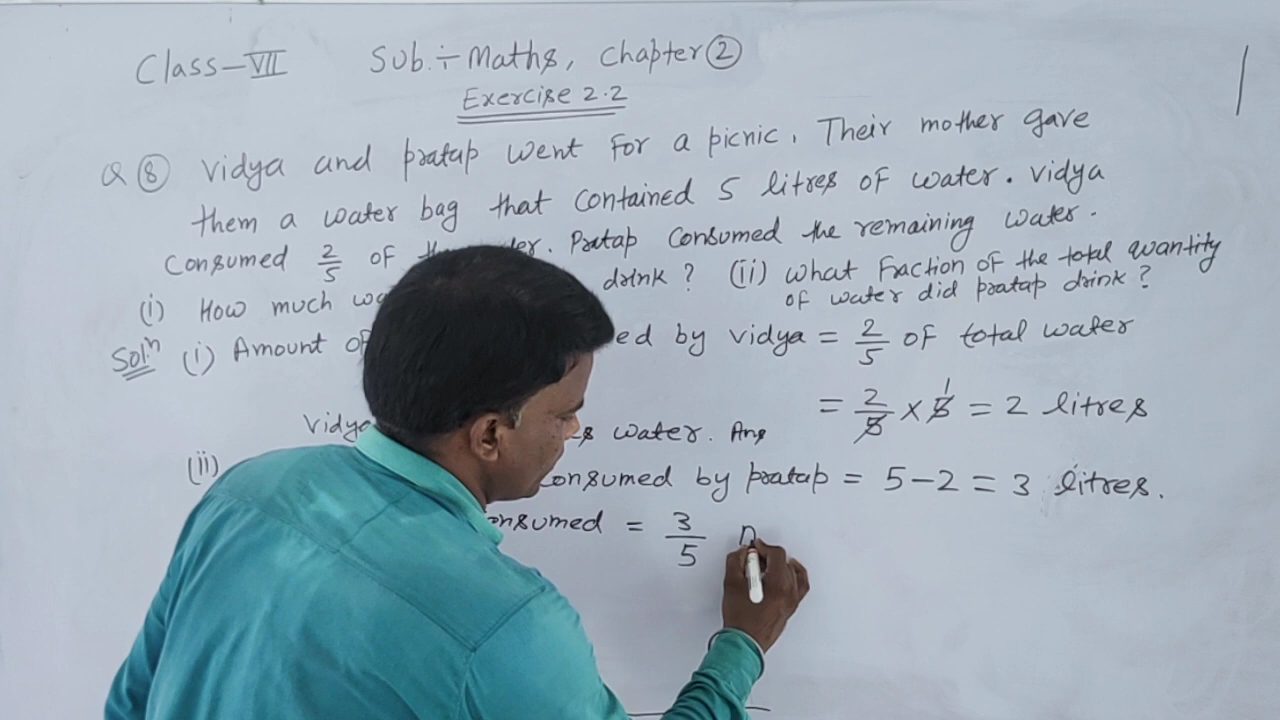 Class-VII Sub.÷ Maths, Chapter ②
Exercise 2.2
Q ⑧ Vidya and pratap went For a picnic. Their mother gave
them a water bag that contained 5 litres of water. Vidya
Consumed 2/5 of the. Pratap Consumed the remaining water.
(i) How much drink? (ii) what Fraction of the total quantity
of water did pratap drink?
Solⁿ (i) Amount of by vidya = 2/5 of total water
= 2/5 × 5 1 = 2 litres
water. Ans
(ii) Consumed by pratap = 5-2 = 3 litres.
= 3/5